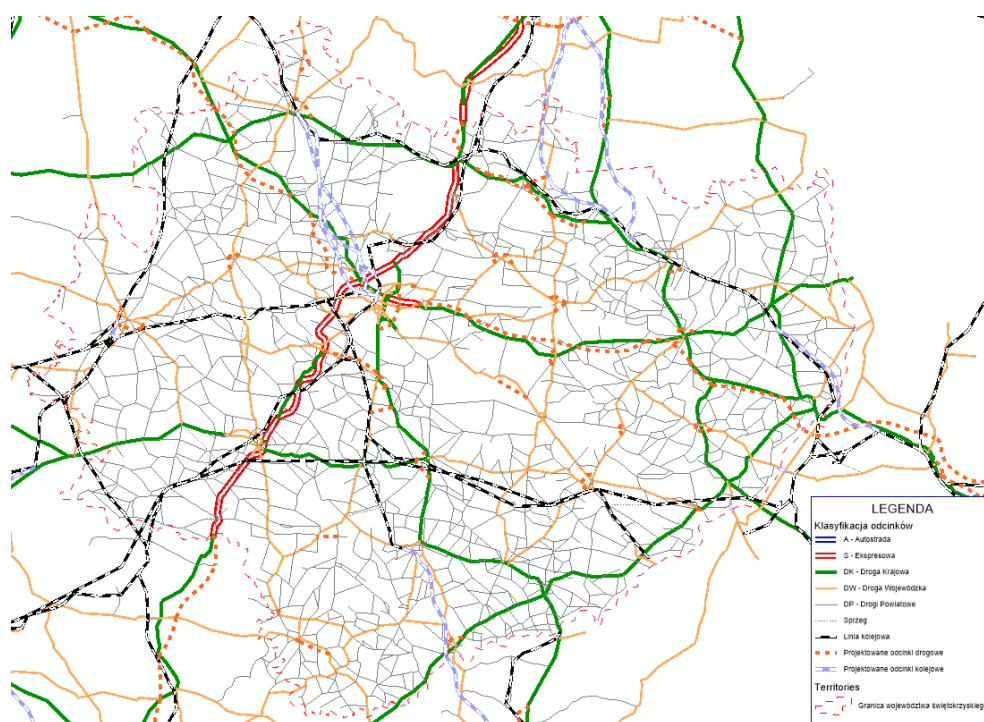 LEGENDA
Klasyfikacja odcinków
A - Autostrada
S - Ekspresowa
DK - Droga Krajowa
DW - Droga Wojewódzka
DP - Drogi Powiatowe
Sprzęg
Linia kolejowa
Projektowane odcinki drogowe
Projektowane odcinki kolejowe
Territories
Granica województwa świętokrzyskieg